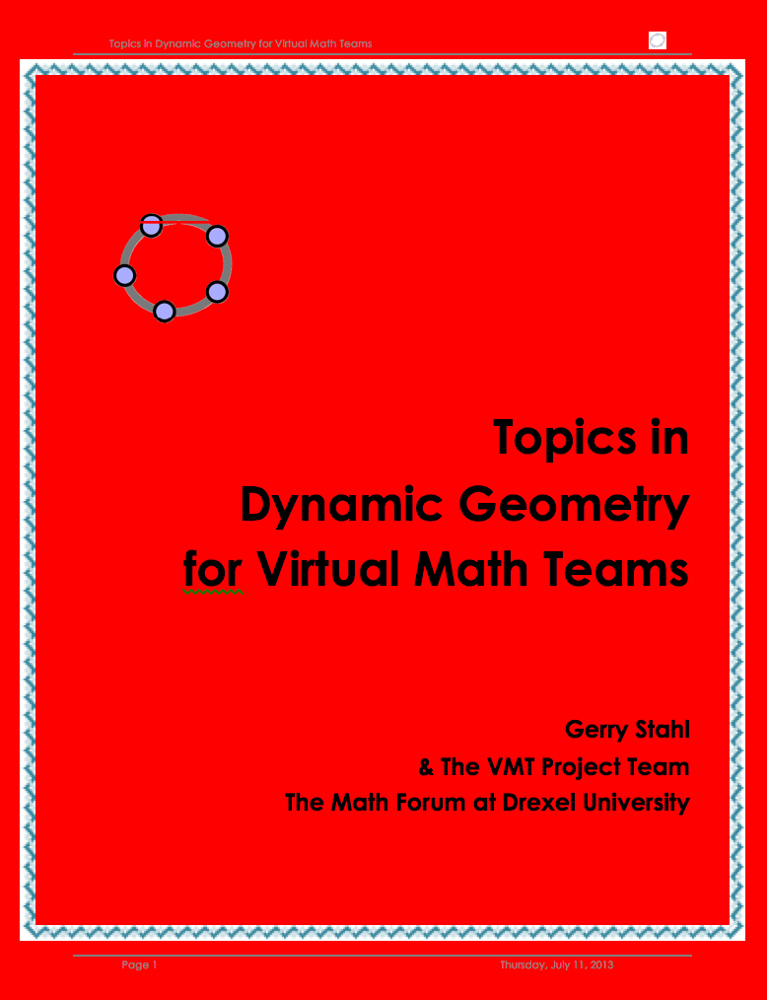 Topics in Dynamic Geometry for Virtual Math Teams
Topics in
Dynamic Geometry
for Virtual Math Teams
Gerry Stahl
& The VMT Project Team
The Math Forum at Drexel University
Page 1 Thursday, July 11, 2013